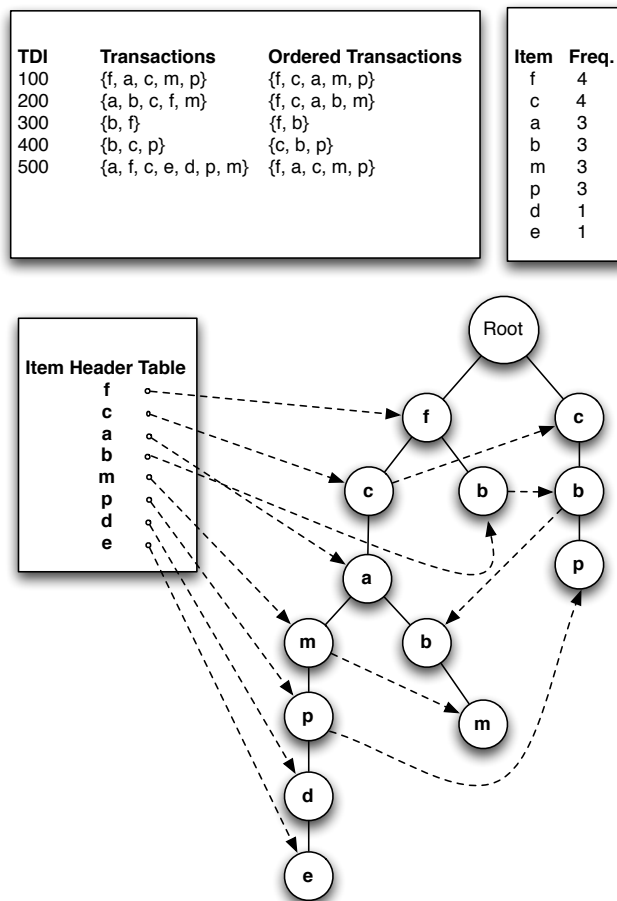 TDI Transactions Ordered Transactions
100 {f, a, c, m, p} {f, c, a, m, p}
200 {a, b, c, f, m} {f, c, a, b, m}
300 {b, f} {f, b}
400 {b, c, p} {c, b, p}
500 {a, f, c, e, d, p, m} {f, a, c, m, p}
Item Freq.
f 4
c 4
a 3
b 3
m 3
p 3
d 1
e 1
Item Header Table
f
c
a
b
m
p
d
e
Root
f
c
c
b
b
a
p
m
b
p
m
d
e